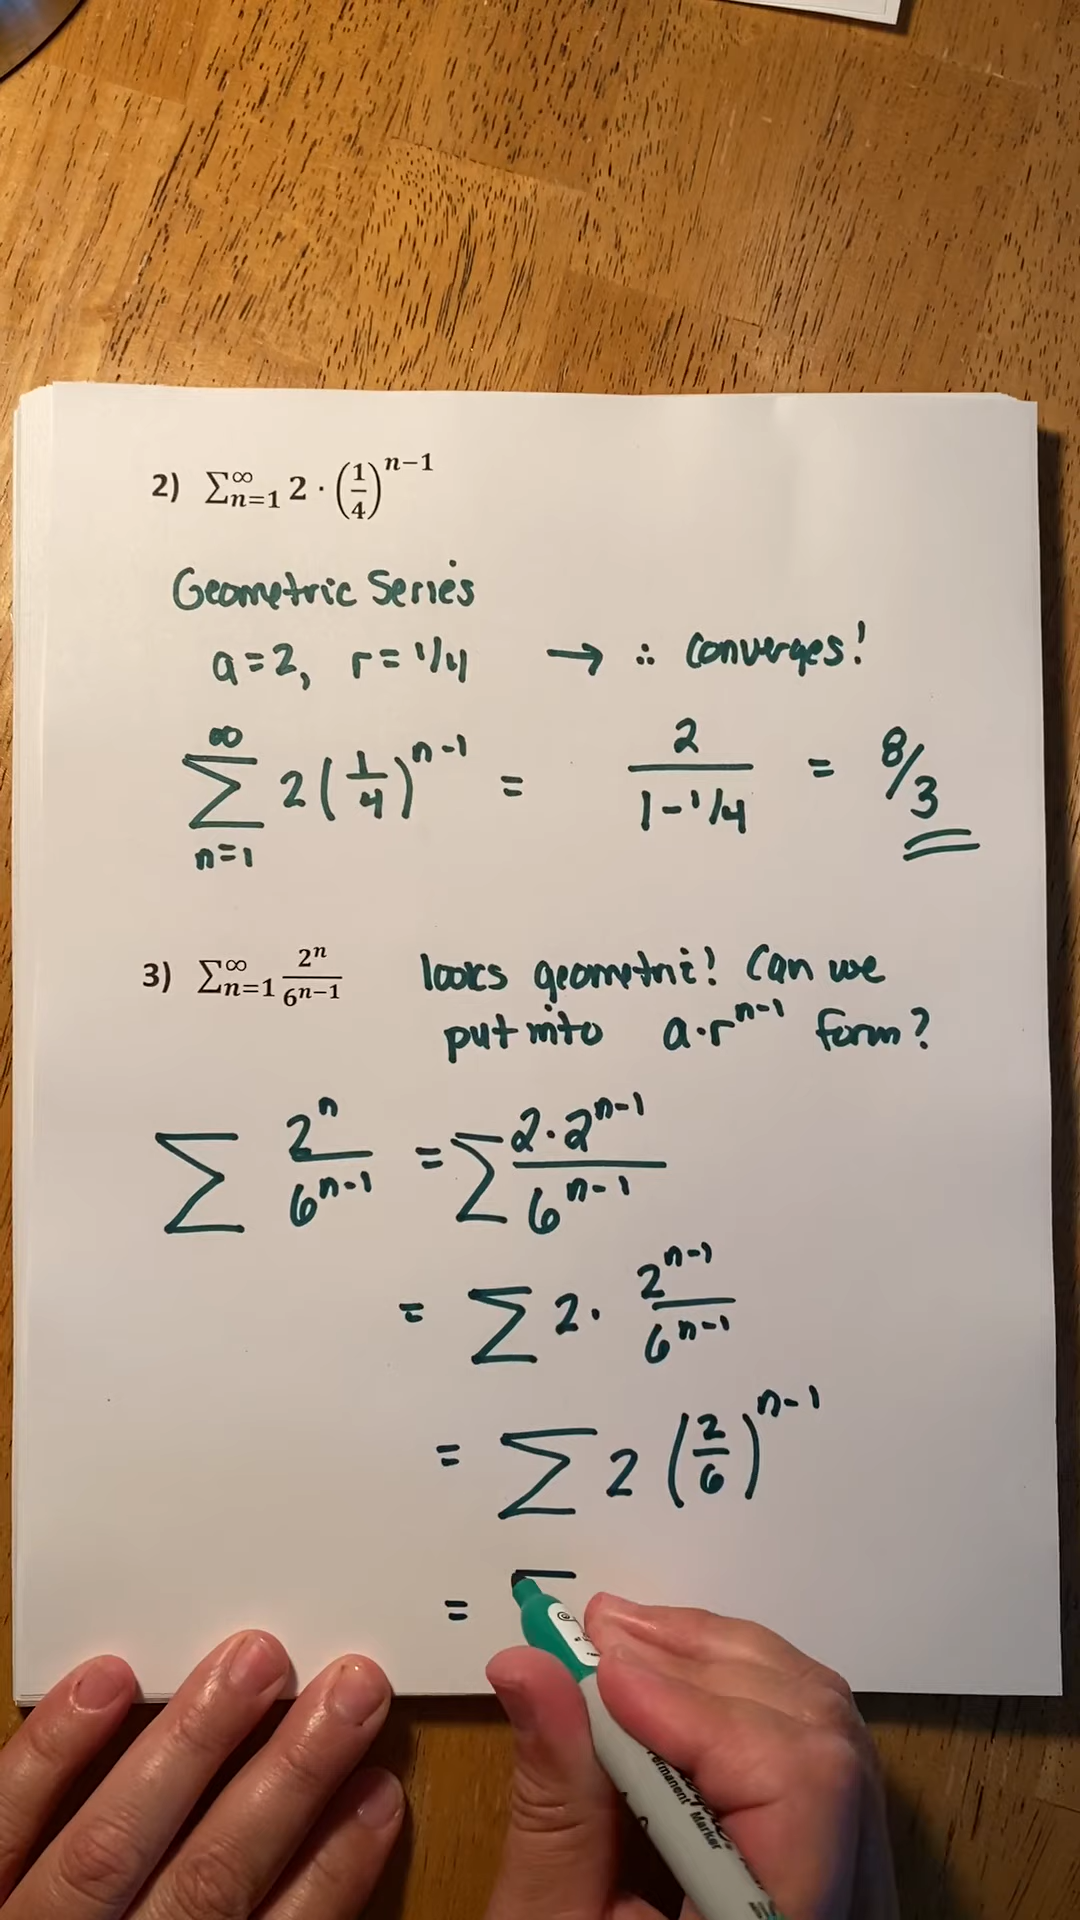 2) ∑_{n=1}^{∞} 2 · (1/4)^{n−1}
Geometric Series
a=2, r=1/4 → ∴ converges!
∑_{n=1}^{∞} 2(1/4)^{n-1} = 2/(1-1/4) = 8/3
3) ∑_{n=1}^{∞} 2^n/6^{n−1} looks geometric! Can we
put into a·r^{n-1} form?
∑ 2^n/6^{n-1} = ∑ 2·2^{n-1}/6^{n-1}
= ∑ 2· 2^{n-1}/6^{n-1}
= ∑ 2 (2/6)^{n-1}
=
Permanent Marker